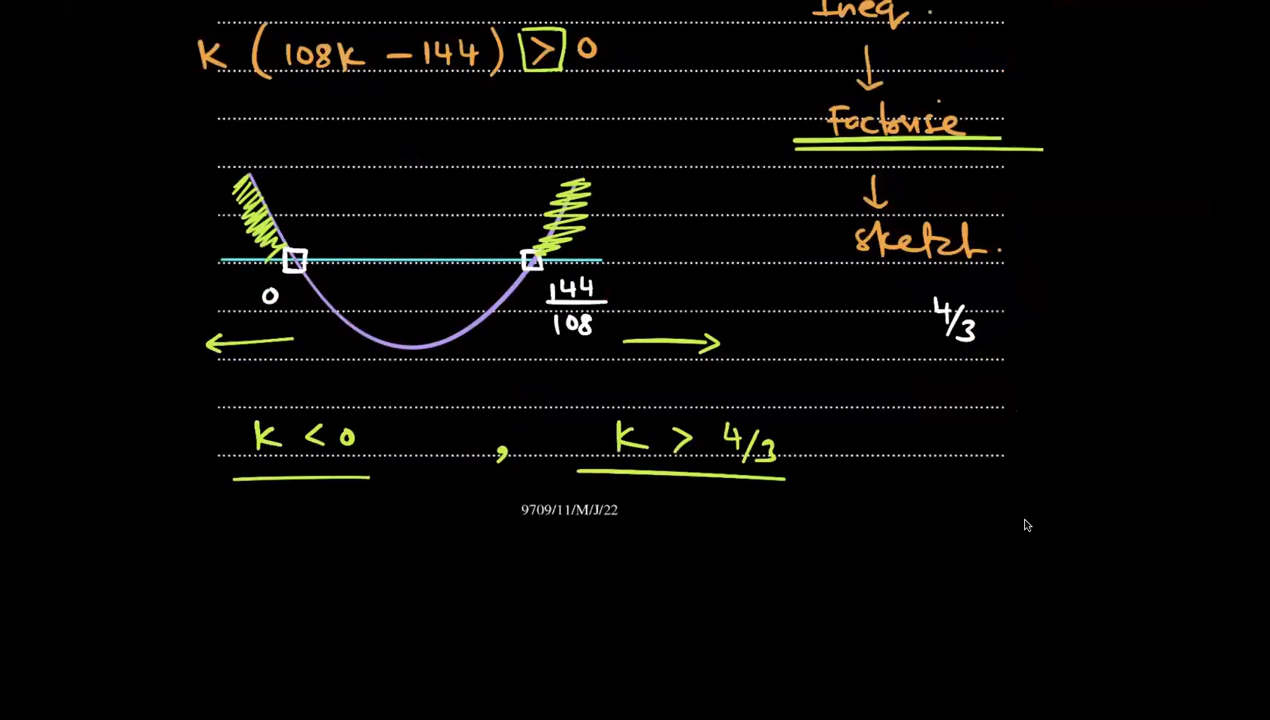 Ineq.
K (108K - 144) > 0
↓
Factorise
↓
sketch.
0
144
108
4/3
K < 0 , K > 4/3
9709/11/M/J/22